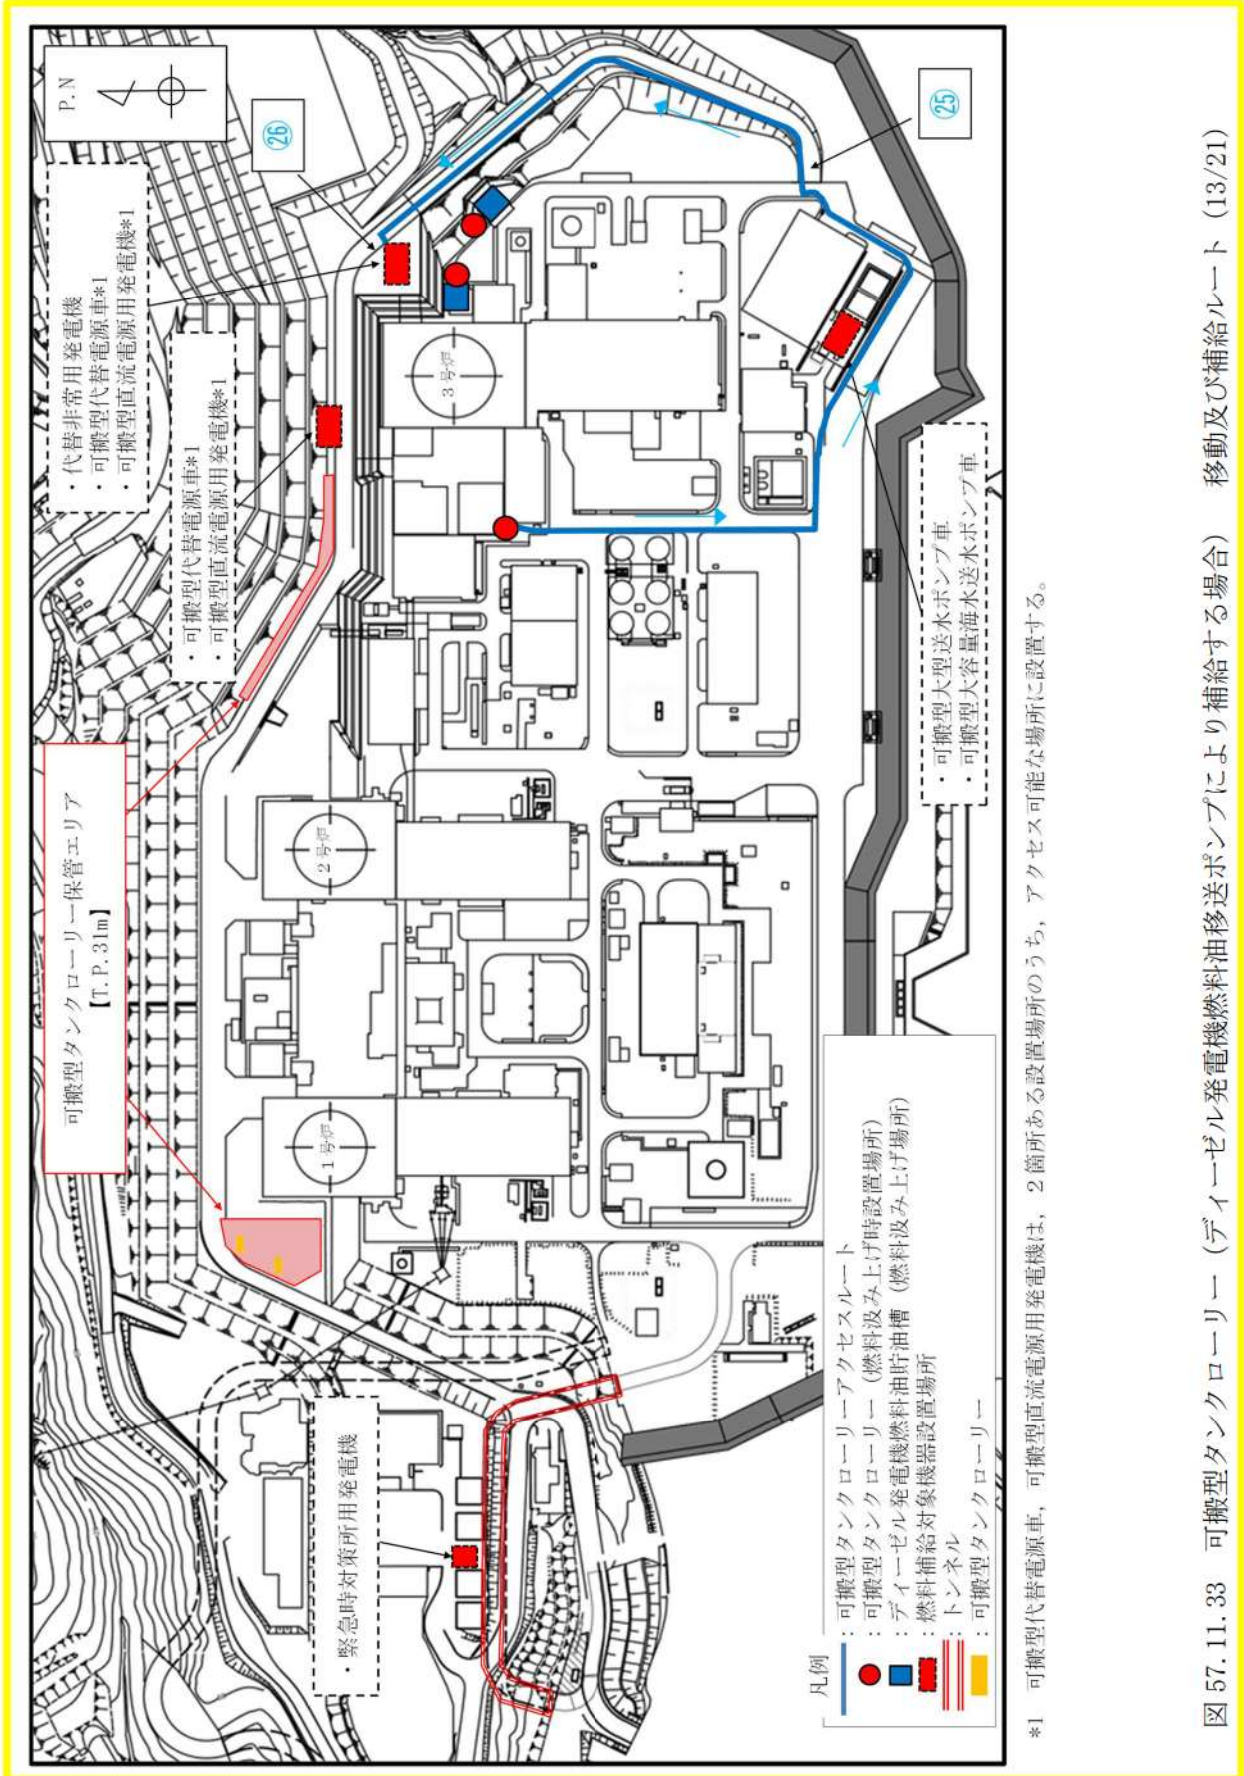 P.N
・代替非常用発電機
・可搬型代替電源車*1
・可搬型直流電源用発電機*1
㉖
・可搬型代替電源車*1
・可搬型直流電源用発電機*1
可搬型タンクローリー保管エリア
【T.P.31m】
・緊急時対策所用発電機
1号炉
2号炉
3号炉
㉕
・可搬型大型送水ポンプ車
・可搬型大容量海水送水ポンプ車
凡例
：可搬型タンクローリーアクセスルート
：可搬型タンクローリー（燃料汲み上げ時設置場所）
：ディーゼル発電機燃料油貯油槽（燃料汲み上げ場所）
：燃料補給対象機器設置場所
：トンネル
：可搬型タンクローリー
*1 可搬型代替電源車，可搬型直流電源用発電機は，2箇所ある設置場所のうち，アクセス可能な場所に設置する。
図57.11.33 可搬型タンクローリー（ディーゼル発電機燃料油移送ポンプにより補給する場合） 移動及び補給ルート（13/21）